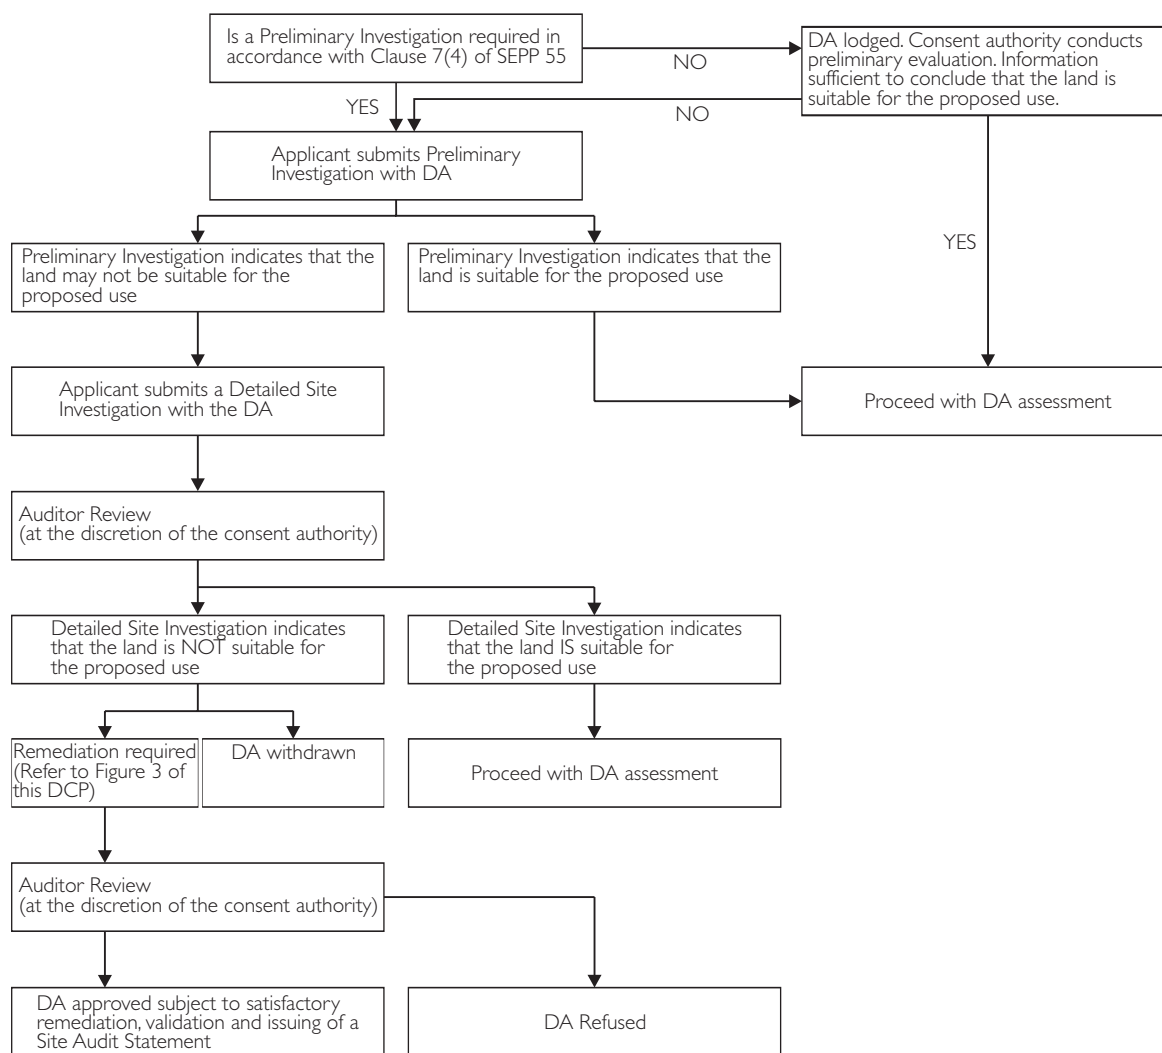 Is a Preliminary Investigation required in
accordance with Clause 7(4) of SEPP 55
NO
DA lodged. Consent authority conducts
preliminary evaluation. Information
sufficient to conclude that the land is
suitable for the proposed use.
YES
NO
Applicant submits Preliminary
Investigation with DA
YES
Preliminary Investigation indicates that the
land may not be suitable for the
proposed use
Preliminary Investigation indicates that the
land is suitable for the proposed use
Applicant submits a Detailed Site
Investigation with the DA
Proceed with DA assessment
Auditor Review
(at the discretion of the consent authority)
Detailed Site Investigation indicates
that the land is NOT suitable for
the proposed use
Detailed Site Investigation indicates
that the land IS suitable for
the proposed use
Remediation required
(Refer to Figure 3 of
this DCP)
DA withdrawn
Proceed with DA assessment
Auditor Review
(at the discretion of the consent authority)
DA approved subject to satisfactory
remediation, validation and issuing of a
Site Audit Statement
DA Refused